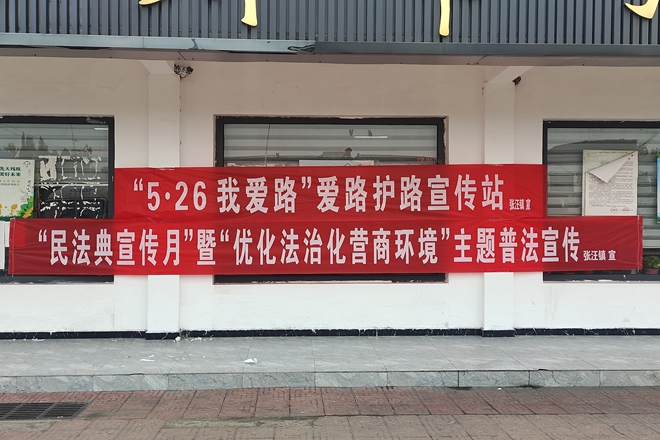 “5·26我爱路”爱路护路宣传站 张汪镇 宣
“民法典宣传月”暨“优化法治化营商环境”主题普法宣传 张汪镇 宣